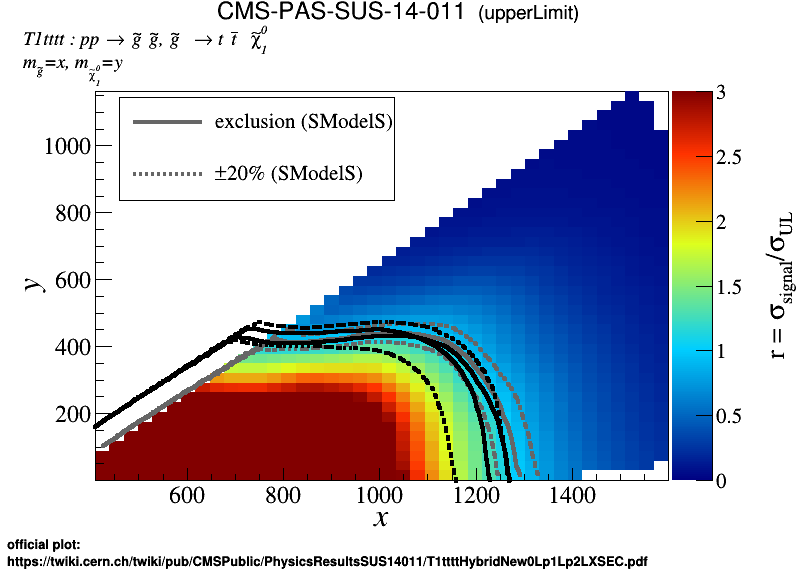 CMS-PAS-SUS-14-011 (upperLimit)
T1tttt : pp → g̃ g̃, g̃ → t t̄ χ̃₁⁰
m_g̃=x, m_χ̃₁⁰=y
exclusion (SModelS)
±20% (SModelS)
1000
800
600
400
200
y
600 800 1000 1200 1400
x
3
2.5
2
1.5
1
0.5
0
r = σ_signal/σ_UL
official plot:
https://twiki.cern.ch/twiki/pub/CMSPublic/PhysicsResultsSUS14011/T1ttttHybridNew0Lp1Lp2LXSEC.pdf